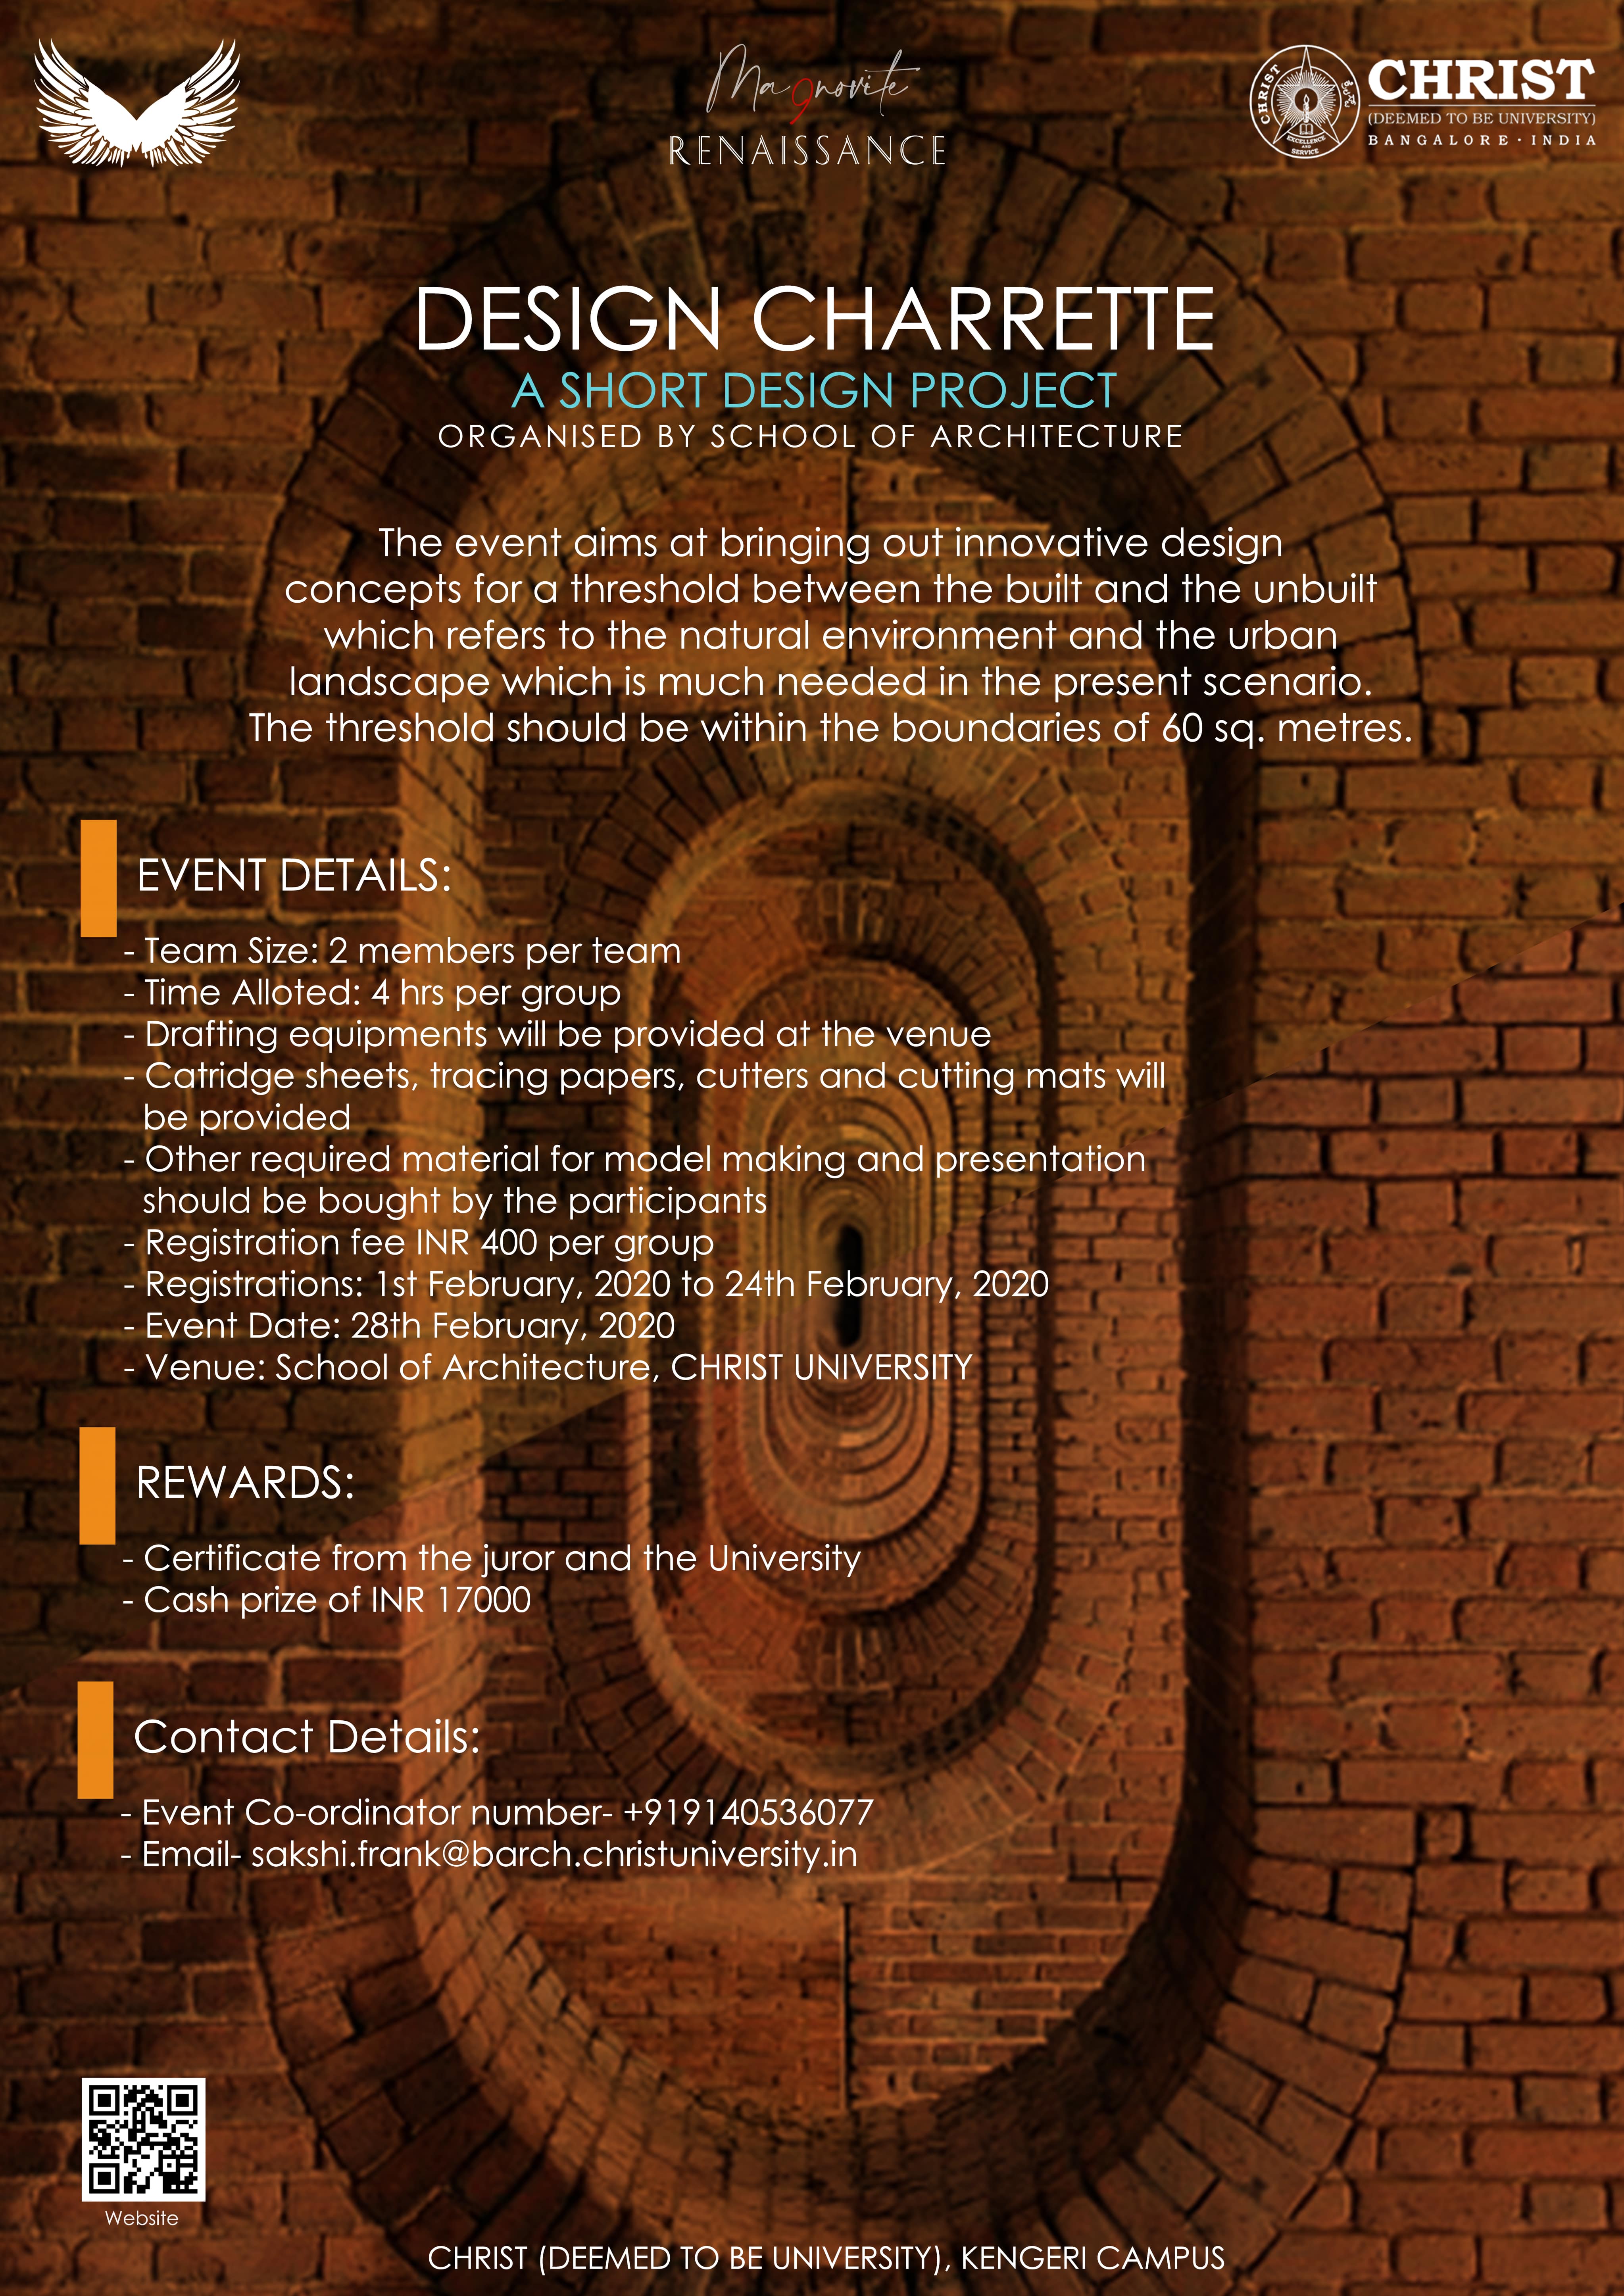 Magnovite
RENAISSANCE
CHRIST
EXCELLENCE
AND
SERVICE
CHRIST
(DEEMED TO BE UNIVERSITY)
BANGALORE · INDIA
DESIGN CHARRETTE
A SHORT DESIGN PROJECT
ORGANISED BY SCHOOL OF ARCHITECTURE
The event aims at bringing out innovative design
concepts for a threshold between the built and the unbuilt
which refers to the natural environment and the urban
landscape which is much needed in the present scenario.
The threshold should be within the boundaries of 60 sq. metres.
EVENT DETAILS:
- Team Size: 2 members per team
- Time Alloted: 4 hrs per group
- Drafting equipments will be provided at the venue
- Catridge sheets, tracing papers, cutters and cutting mats will
be provided
- Other required material for model making and presentation
should be bought by the participants
- Registration fee INR 400 per group
- Registrations: 1st February, 2020 to 24th February, 2020
- Event Date: 28th February, 2020
- Venue: School of Architecture, CHRIST UNIVERSITY
REWARDS:
- Certificate from the juror and the University
- Cash prize of INR 17000
Contact Details:
- Event Co-ordinator number- +919140536077
- Email- sakshi.frank@barch.christuniversity.in
Website
CHRIST (DEEMED TO BE UNIVERSITY), KENGERI CAMPUS